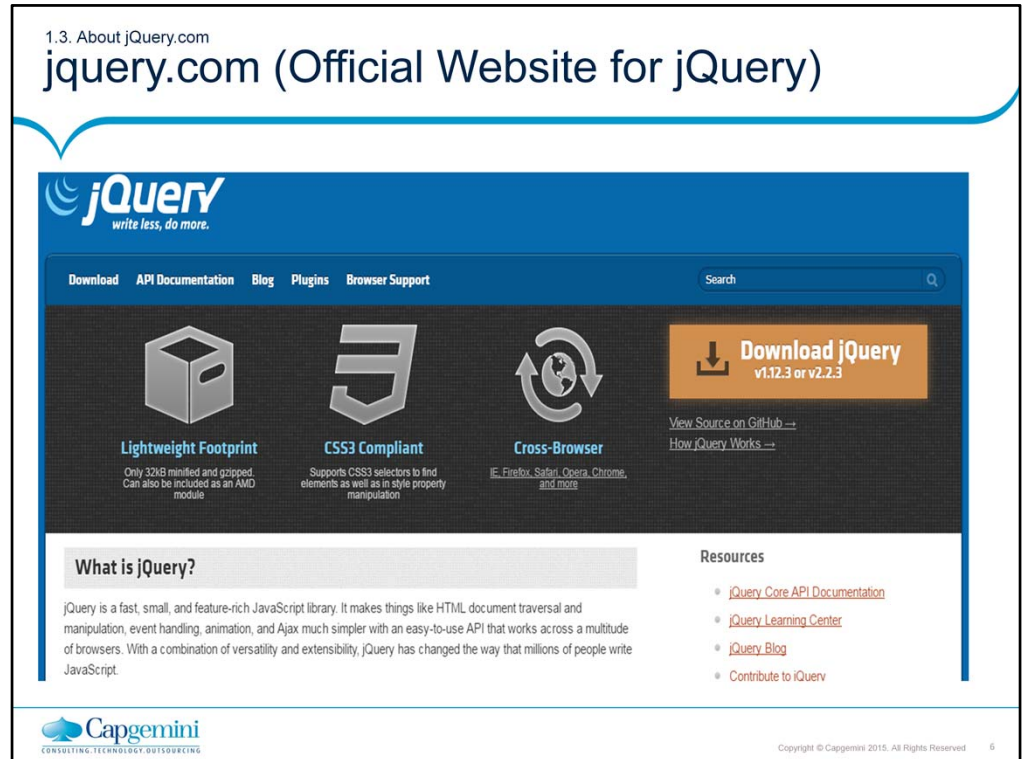 1.3. About jQuery.com
jquery.com (Official Website for jQuery)
jQuery
write less, do more.
Download API Documentation Blog Plugins Browser Support
Search
Download jQuery
v1.12.3 or v2.2.3
View Source on GitHub →
How jQuery Works →
Lightweight Footprint
Only 32kB minified and gzipped.
Can also be included as an AMD
module
CSS3 Compliant
Supports CSS3 selectors to find
elements as well as in style property
manipulation
Cross-Browser
IE, Firefox, Safari, Opera, Chrome,
and more
What is jQuery?
jQuery is a fast, small, and feature-rich JavaScript library. It makes things like HTML document traversal and
manipulation, event handling, animation, and Ajax much simpler with an easy-to-use API that works across a multitude
of browsers. With a combination of versatility and extensibility, jQuery has changed the way that millions of people write
JavaScript.
Resources
jQuery Core API Documentation
jQuery Learning Center
jQuery Blog
Contribute to jQuery
Capgemini
CONSULTING.TECHNOLOGY.OUTSOURCING
Copyright © Capgemini 2015. All Rights Reserved 6